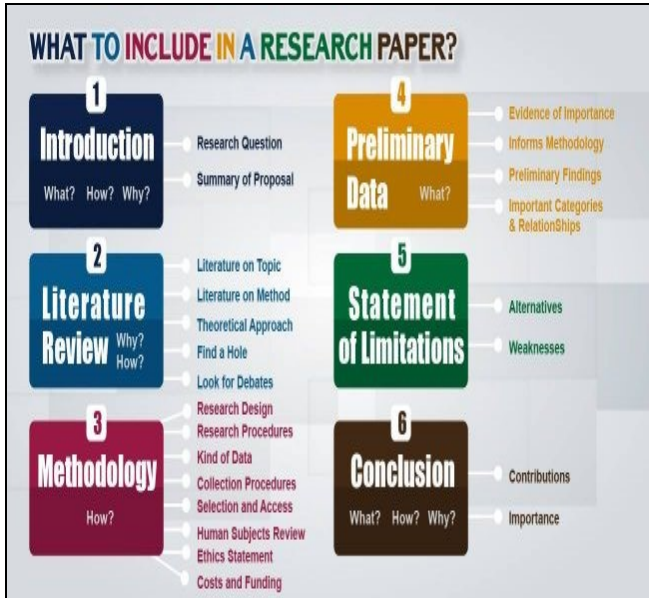 WHAT TO INCLUDE IN A RESEARCH PAPER?
1
Introduction
What? How? Why?
Research Question
Summary of Proposal
2
Literature
Review
Why?
How?
Literature on Topic
Literature on Method
Theoretical Approach
Find a Hole
Look for Debates
3
Methodology
How?
Research Design
Research Procedures
Kind of Data
Collection Procedures
Selection and Access
Human Subjects Review
Ethics Statement
Costs and Funding
4
Preliminary
Data
What?
Evidence of Importance
Informs Methodology
Preliminary Findings
Important Categories
& RelationShips
5
Statement
of Limitations
Alternatives
Weaknesses
6
Conclusion
What? How? Why?
Contributions
Importance